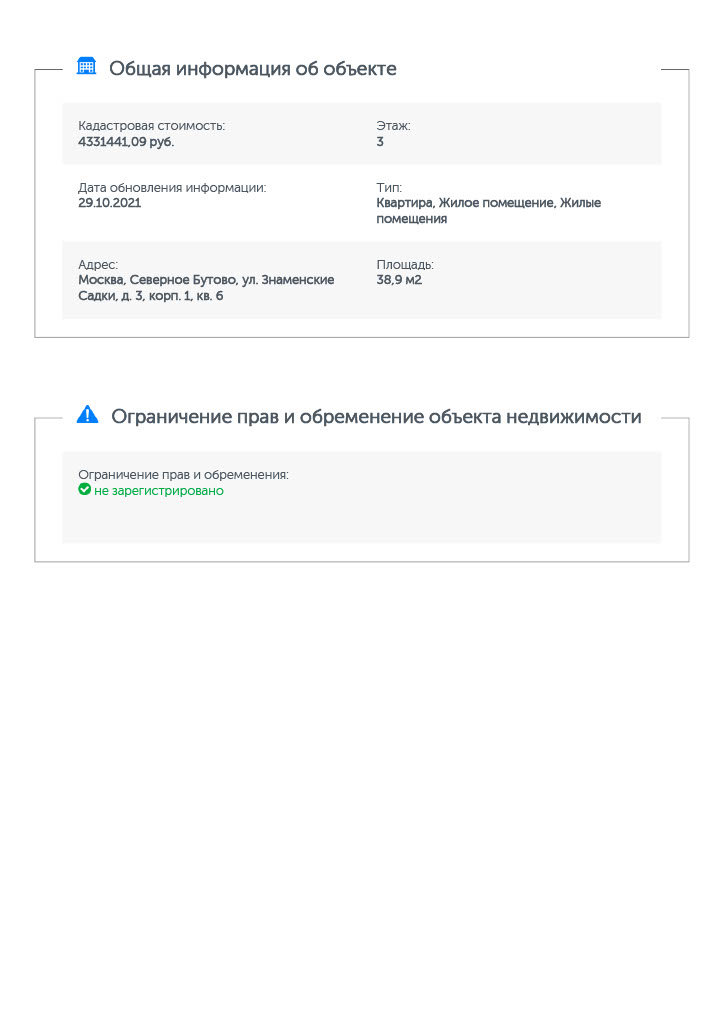 Общая информация об объекте
Кадастровая стоимость:
4331441,09 руб.
Этаж:
3
Дата обновления информации:
29.10.2021
Тип:
Квартира, Жилое помещение, Жилые
помещения
Адрес:
Москва, Северное Бутово, ул. Знаменские
Садки, д. 3, корп. 1, кв. 6
Площадь:
38,9 м2
Ограничение прав и обременение объекта недвижимости
Ограничение прав и обременения:
не зарегистрировано